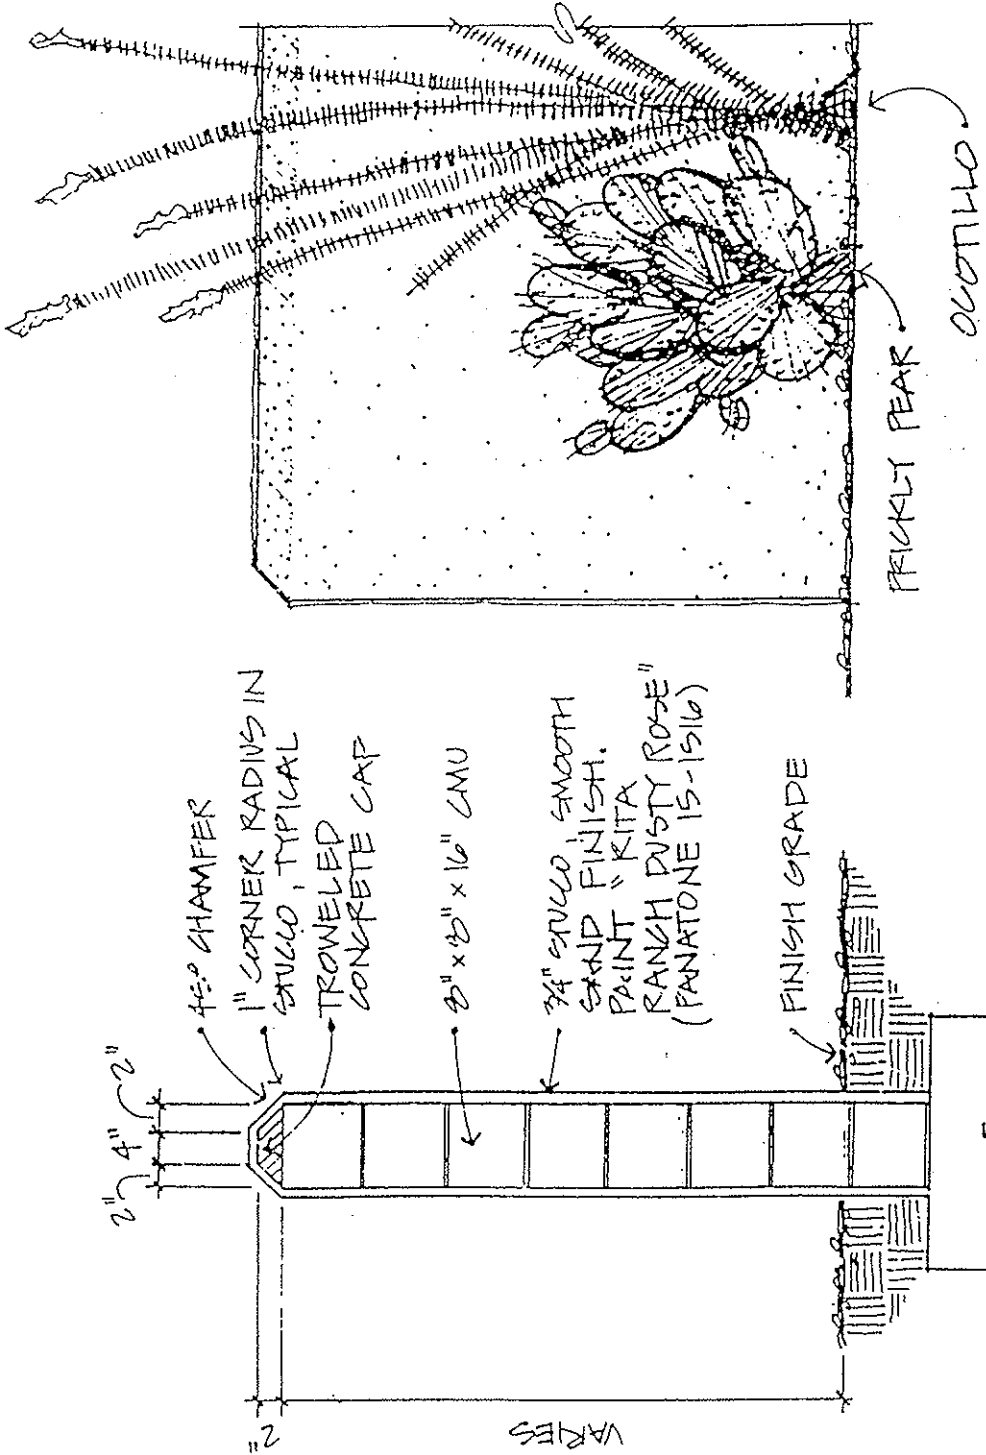 2" 4" 2"
45° CHAMFER
1" CORNER RADIUS IN
STUCCO, TYPICAL
TROWELED
CONCRETE CAP
8" x 8" x 16" CMU
3/4" STUCCO, SMOOTH
SAND FINISH.
PAINT "RITA
RANCH DUSTY ROSE"
(PANATONE 15-1516)
FINISH GRADE
2"
VARIES
PRICKLY PEAR
OCOTILLO